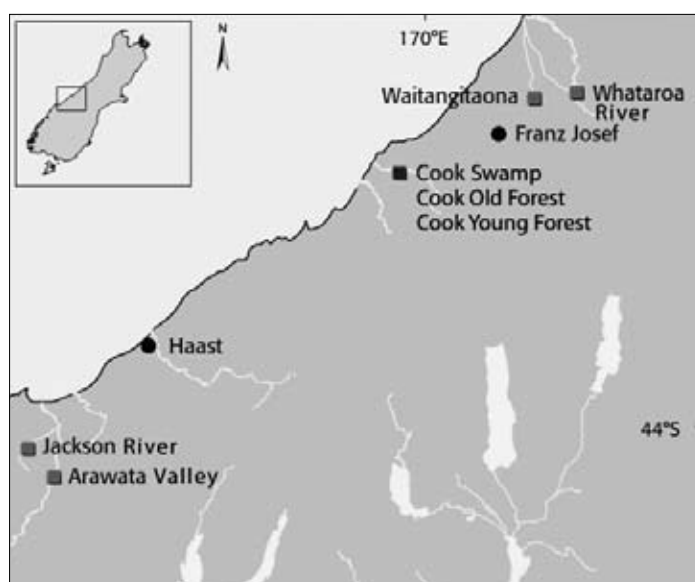 N
170°E
Waitangitaona
Whataroa
River
Franz Josef
Cook Swamp
Cook Old Forest
Cook Young Forest
Haast
44°S
Jackson River
Arawata Valley